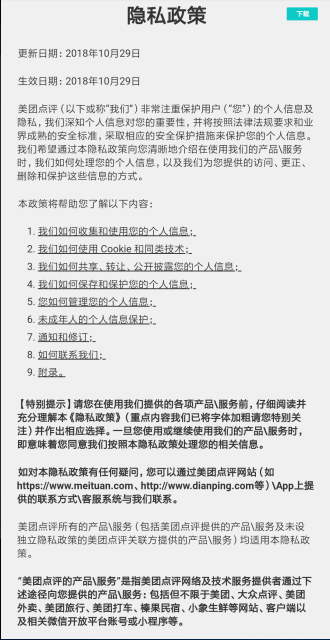 隐私政策
下载
更新日期：2018年10月29日
生效日期：2018年10月29日
美团点评（以下或称“我们”）非常注重保护用户（“您”）的个人信息及
隐私，我们深知个人信息对您的重要性，并将按照法律法规要求和业
界成熟的安全标准，采取相应的安全保护措施来保护您的个人信息。
我们希望通过本隐私政策向您清晰地介绍在使用我们的产品\服务
时，我们如何处理您的个人信息，以及我们为您提供的访问、更正、
删除和保护这些信息的方式。
本政策将帮助您了解以下内容：
1. 我们如何收集和使用您的个人信息；
2. 我们如何使用 Cookie 和同类技术；
3. 我们如何共享、转让、公开披露您的个人信息；
4. 我们如何保存和保护您的个人信息；
5. 您如何管理您的个人信息；
6. 未成年人的个人信息保护；
7. 通知和修订；
8. 如何联系我们；
9. 附录。
【特别提示】请您在使用我们提供的各项产品\服务前，仔细阅读并
充分理解本《隐私政策》（重点内容我们已将字体加粗请您特别关
注）并作出相应选择。一旦您使用或继续使用我们的产品\服务时，
即意味着您同意我们按照本隐私政策处理您的相关信息。
如对本隐私政策有任何疑问，您可以通过美团点评网站（如
https://www.meituan.com、http://www.dianping.com等）\App上提
供的联系方式\客服系统与我们联系。
美团点评所有的产品\服务（包括美团点评提供的产品\服务及未设
独立隐私政策的美团点评关联方提供的产品\服务）均适用本隐私政
策。
“美团点评的产品\服务”是指美团点评网络及技术服务提供者通过下
述途径向您提供的产品\服务：包括但不限于美团、大众点评、美团
外卖、美团旅行、美团打车、榛果民宿、小象生鲜等网站、客户端以
及相关微信开放平台账号或小程序等。